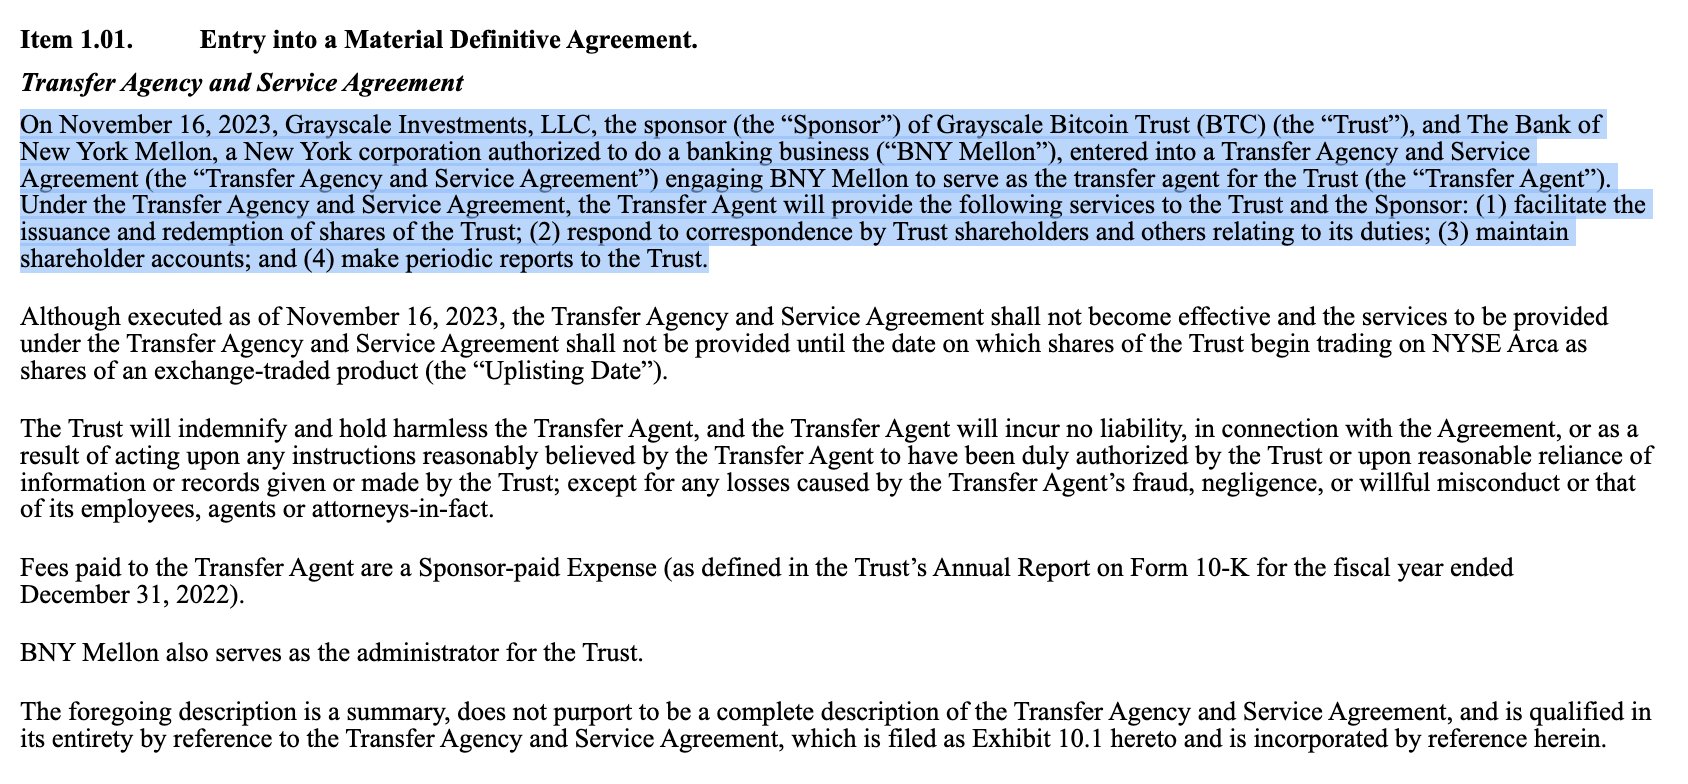 Item 1.01. Entry into a Material Definitive Agreement.
Transfer Agency and Service Agreement
On November 16, 2023, Grayscale Investments, LLC, the sponsor (the “Sponsor”) of Grayscale Bitcoin Trust (BTC) (the “Trust”), and The Bank of
New York Mellon, a New York corporation authorized to do a banking business (“BNY Mellon”), entered into a Transfer Agency and Service
Agreement (the “Transfer Agency and Service Agreement”) engaging BNY Mellon to serve as the transfer agent for the Trust (the “Transfer Agent”).
Under the Transfer Agency and Service Agreement, the Transfer Agent will provide the following services to the Trust and the Sponsor: (1) facilitate the
issuance and redemption of shares of the Trust; (2) respond to correspondence by Trust shareholders and others relating to its duties; (3) maintain
shareholder accounts; and (4) make periodic reports to the Trust.
Although executed as of November 16, 2023, the Transfer Agency and Service Agreement shall not become effective and the services to be provided
under the Transfer Agency and Service Agreement shall not be provided until the date on which shares of the Trust begin trading on NYSE Arca as
shares of an exchange-traded product (the “Uplisting Date”).
The Trust will indemnify and hold harmless the Transfer Agent, and the Transfer Agent will incur no liability, in connection with the Agreement, or as a
result of acting upon any instructions reasonably believed by the Transfer Agent to have been duly authorized by the Trust or upon reasonable reliance of
information or records given or made by the Trust; except for any losses caused by the Transfer Agent’s fraud, negligence, or willful misconduct or that
of its employees, agents or attorneys-in-fact.
Fees paid to the Transfer Agent are a Sponsor-paid Expense (as defined in the Trust’s Annual Report on Form 10-K for the fiscal year ended
December 31, 2022).
BNY Mellon also serves as the administrator for the Trust.
The foregoing description is a summary, does not purport to be a complete description of the Transfer Agency and Service Agreement, and is qualified in
its entirety by reference to the Transfer Agency and Service Agreement, which is filed as Exhibit 10.1 hereto and is incorporated by reference herein.